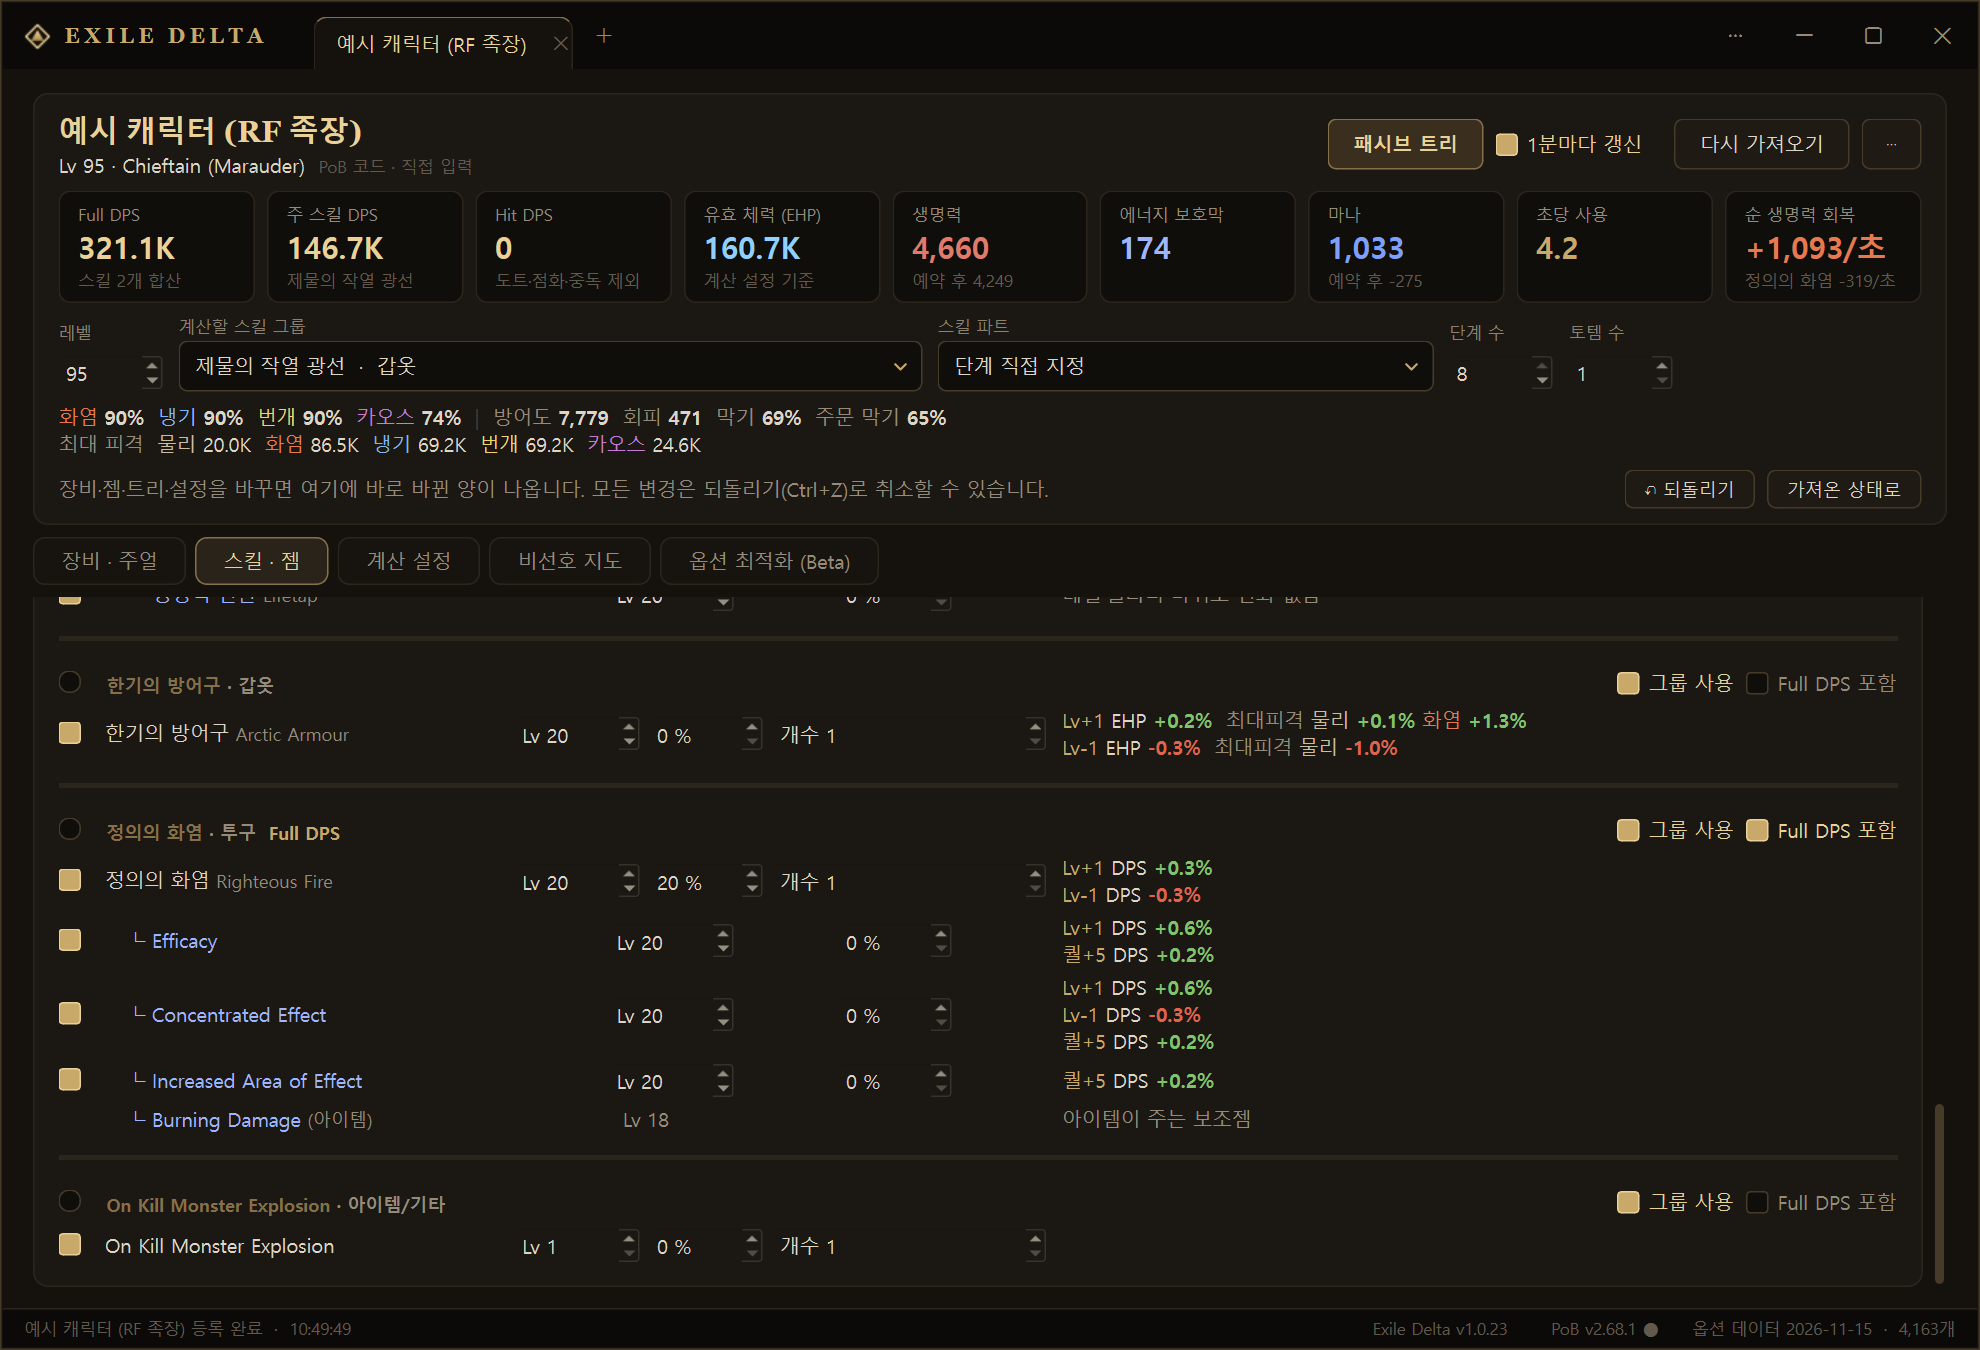 EXILE DELTA
예시 캐릭터 (RF 족장)
예시 캐릭터 (RF 족장)
Lv 95 · Chieftain (Marauder) PoB 코드 · 직접 입력
패시브 트리
1분마다 갱신
다시 가져오기
Full DPS
321.1K
스킬 2개 합산
주 스킬 DPS
146.7K
제물의 작열 광선
Hit DPS
0
도트·점화·중독 제외
유효 체력 (EHP)
160.7K
계산 설정 기준
생명력
4,660
예약 후 4,249
에너지 보호막
174
마나
1,033
예약 후 -275
초당 사용
4.2
순 생명력 회복
+1,093/초
정의의 화염 -319/초
레벨
95
계산할 스킬 그룹
제물의 작열 광선 · 갑옷
스킬 파트
단계 직접 지정
단계 수
8
토템 수
1
화염 90% 냉기 90% 번개 90% 카오스 74% | 방어도 7,779 회피 471 막기 69% 주문 막기 65%
최대 피격 물리 20.0K 화염 86.5K 냉기 69.2K 번개 69.2K 카오스 24.6K
장비·젬·트리·설정을 바꾸면 여기에 바로 바뀐 양이 나옵니다. 모든 변경은 되돌리기(Ctrl+Z)로 취소할 수 있습니다.
되돌리기
가져온 상태로
장비 · 주얼
스킬 · 젬
계산 설정
비선호 지도
옵션 최적화 (Beta)
Lifetap Lv 20 0 %
한기의 방어구 · 갑옷
그룹 사용 Full DPS 포함
한기의 방어구 Arctic Armour Lv 20 0 % 개수 1
Lv+1 EHP +0.2% 최대피격 물리 +0.1% 화염 +1.3%
Lv-1 EHP -0.3% 최대피격 물리 -1.0%
정의의 화염 · 투구 Full DPS
그룹 사용 Full DPS 포함
정의의 화염 Righteous Fire Lv 20 20 % 개수 1
Lv+1 DPS +0.3%
Lv-1 DPS -0.3%
└ Efficacy Lv 20 0 %
Lv+1 DPS +0.6%
퀄+5 DPS +0.2%
└ Concentrated Effect Lv 20 0 %
Lv+1 DPS +0.6%
Lv-1 DPS -0.3%
퀄+5 DPS +0.2%
└ Increased Area of Effect Lv 20 0 %
퀄+5 DPS +0.2%
└ Burning Damage (아이템) Lv 18 아이템이 주는 보조젬
On Kill Monster Explosion · 아이템/기타
그룹 사용 Full DPS 포함
On Kill Monster Explosion Lv 1 0 % 개수 1
예시 캐릭터 (RF 족장) 등록 완료 · 10:49:49
Exile Delta v1.0.23 PoB v2.68.1 옵션 데이터 2026-11-15 · 4,163개